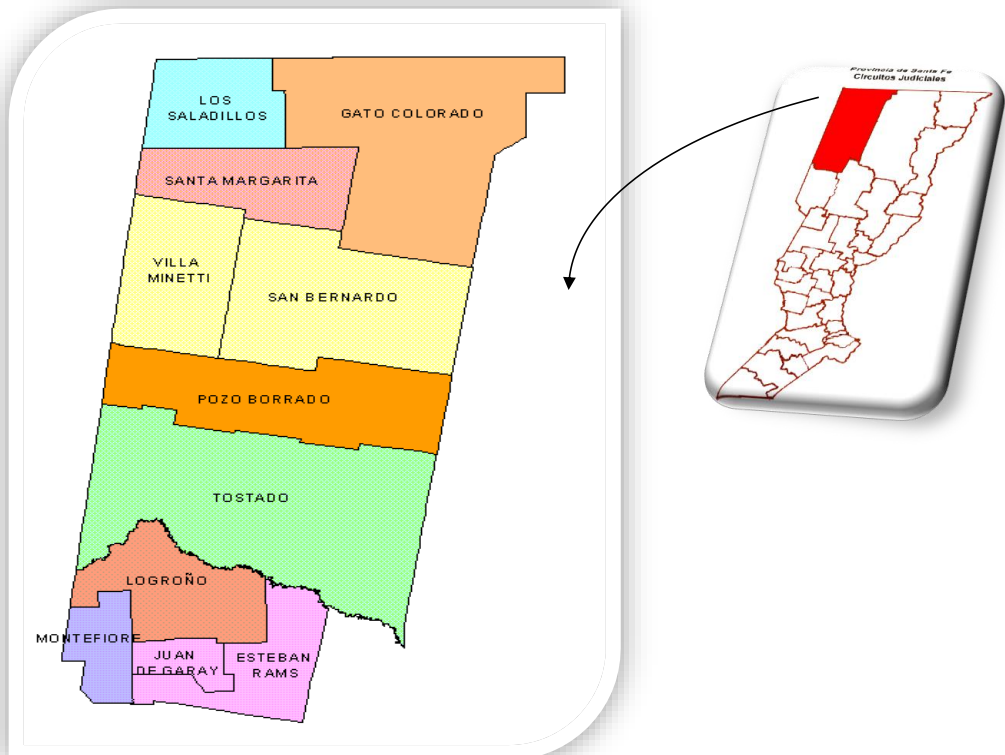 Provincia de Santa Fe
Circuitos Judiciales
LOS
SALADILLOS
GATO COLORADO
SANTA MARGARITA
VILLA
MINETTI
SAN BERNARDO
POZO BORRADO
TOSTADO
LOGROÑO
MONTEFIORE
JUAN
DE GARAY
ESTEBAN
RAMS